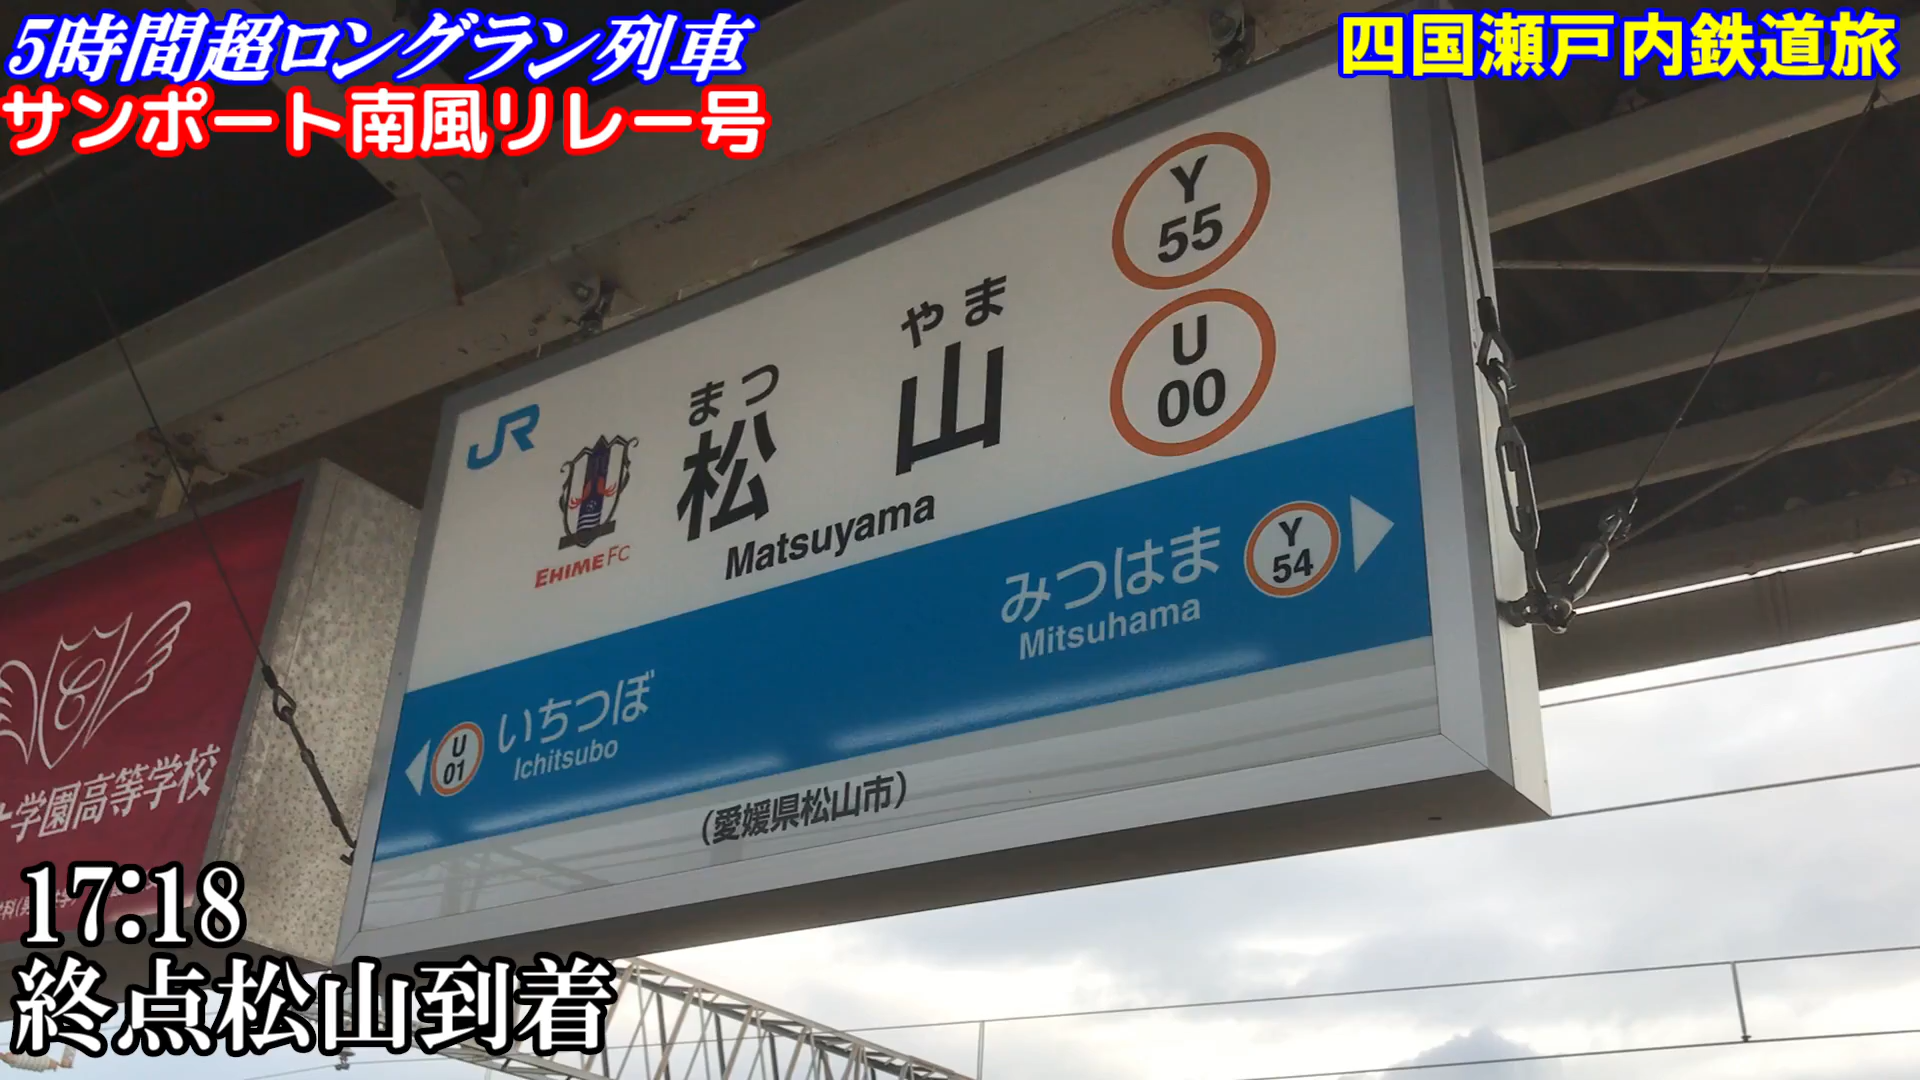 5時間超ロングラン列車
サンポート南風リレー号
四国瀬戸内鉄道旅
Y
55
U
00
やま
まつ
松山
Matsuyama
JR
EHIME FC
みつはま
Mitsuhama
Y
54
U
01
いちつぼ
Ichitsubo
(愛媛県松山市)
学園高等学校
17:18
終点松山到着